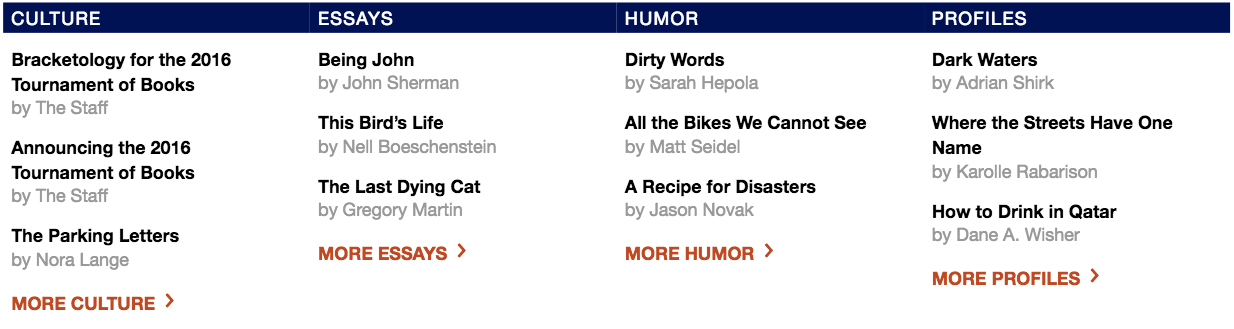 CULTURE
Bracketology for the 2016
Tournament of Books
by The Staff
Announcing the 2016
Tournament of Books
by The Staff
The Parking Letters
by Nora Lange
MORE CULTURE >
ESSAYS
Being John
by John Sherman
This Bird’s Life
by Nell Boeschenstein
The Last Dying Cat
by Gregory Martin
MORE ESSAYS >
HUMOR
Dirty Words
by Sarah Hepola
All the Bikes We Cannot See
by Matt Seidel
A Recipe for Disasters
by Jason Novak
MORE HUMOR >
PROFILES
Dark Waters
by Adrian Shirk
Where the Streets Have One
Name
by Karolle Rabarison
How to Drink in Qatar
by Dane A. Wisher
MORE PROFILES >